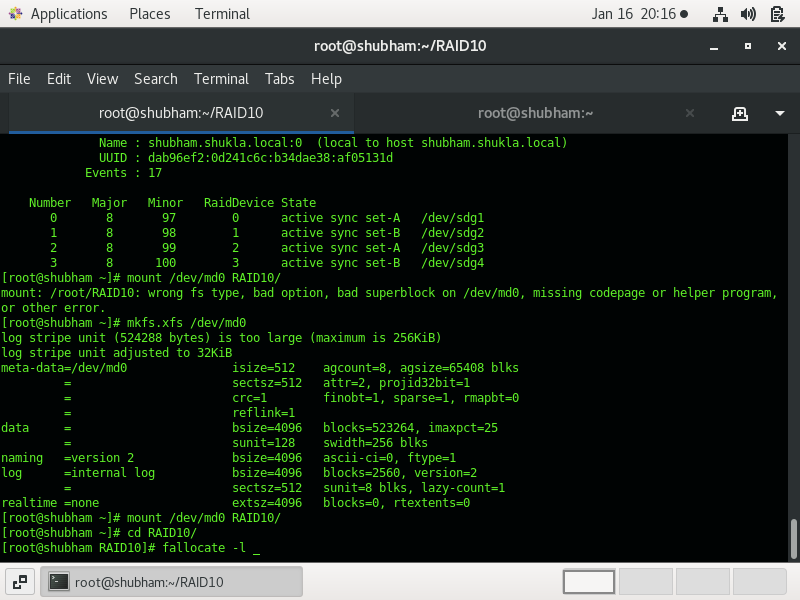 Applications Places Terminal Jan 16 20:16
root@shubham:~/RAID10
File Edit View Search Terminal Tabs Help
root@shubham:~/RAID10 × root@shubham:~ ×
Name : shubham.shukla.local:0 (local to host shubham.shukla.local)
UUID : dab96ef2:0d241c6c:b34dae38:af05131d
Events : 17
Number Major Minor RaidDevice State
0 8 97 0 active sync set-A /dev/sdg1
1 8 98 1 active sync set-B /dev/sdg2
2 8 99 2 active sync set-A /dev/sdg3
3 8 100 3 active sync set-B /dev/sdg4
[root@shubham ~]# mount /dev/md0 RAID10/
mount: /root/RAID10: wrong fs type, bad option, bad superblock on /dev/md0, missing codepage or helper program,
or other error.
[root@shubham ~]# mkfs.xfs /dev/md0
log stripe unit (524288 bytes) is too large (maximum is 256KiB)
log stripe unit adjusted to 32KiB
meta-data=/dev/md0 isize=512 agcount=8, agsize=65408 blks
= sectsz=512 attr=2, projid32bit=1
= crc=1 finobt=1, sparse=1, rmapbt=0
= reflink=1
data = bsize=4096 blocks=523264, imaxpct=25
= sunit=128 swidth=256 blks
naming =version 2 bsize=4096 ascii-ci=0, ftype=1
log =internal log bsize=4096 blocks=2560, version=2
= sectsz=512 sunit=8 blks, lazy-count=1
realtime =none extsz=4096 blocks=0, rtextents=0
[root@shubham ~]# mount /dev/md0 RAID10/
[root@shubham ~]# cd RAID10/
[root@shubham RAID10]# fallocate -l _
root@shubham:~/RAID10